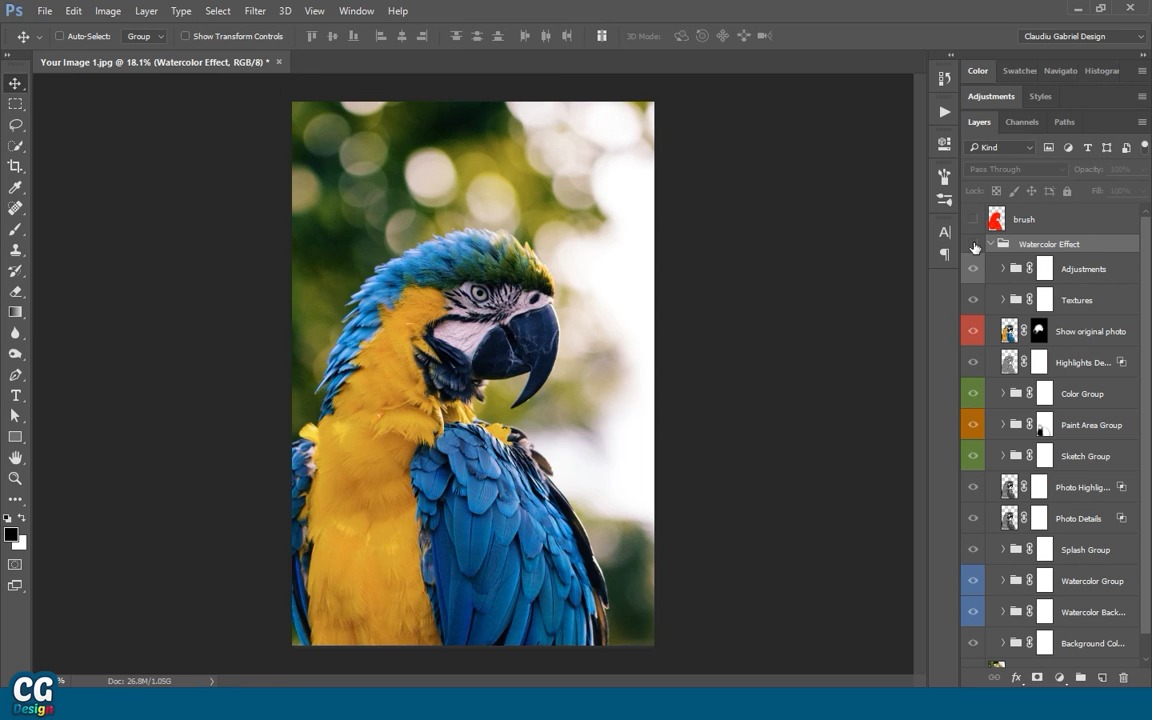 Ps File Edit Image Layer Type Select Filter 3D View Window Help
Auto-Select: Group Show Transform Controls 3D Mode: Claudiu Gabriel Design
Your Image 1.jpg @ 18.1% (Watercolor Effect, RGB/8) * ×
Color Swatches Navigato Histogran
Adjustments Styles
Layers Channels Paths
Kind
Pass Through Opacity: 100%
Lock: Fill: 100%
brush
Watercolor Effect
Adjustments
Textures
Show original photo
Highlights De...
Color Group
Paint Area Group
Sketch Group
Photo Highlig...
Photo Details
Splash Group
Watercolor Group
Watercolor Back...
Background Col...
% Doc: 26.8M/1.05G
CG
Design